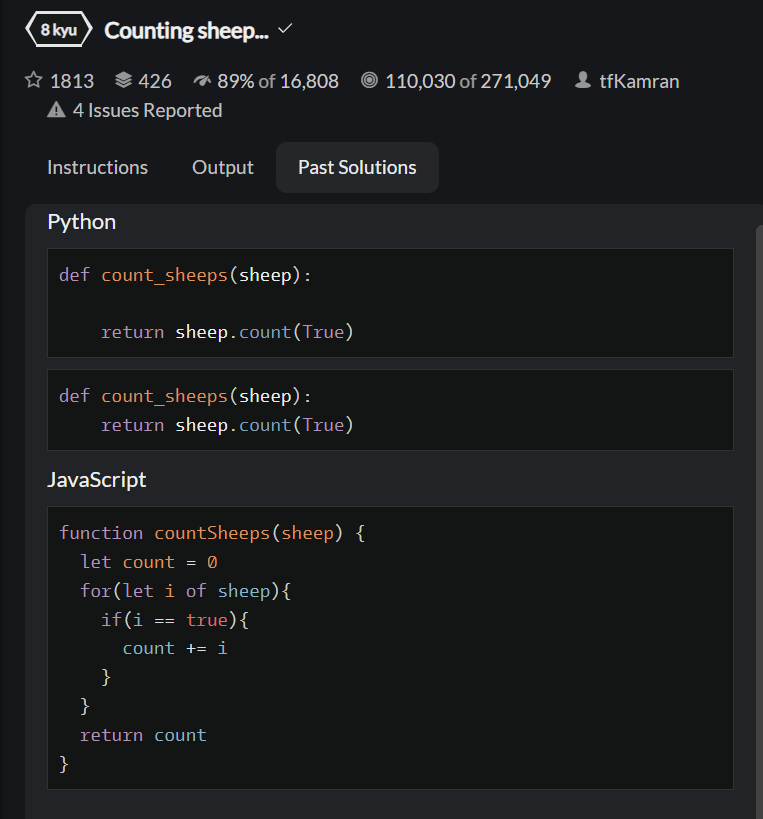 8 kyu Counting sheep...
1813 426 89% of 16,808 110,030 of 271,049 tfKamran
4 Issues Reported
Instructions Output Past Solutions
Python
def count_sheeps(sheep):
    return sheep.count(True)
def count_sheeps(sheep):
    return sheep.count(True)
JavaScript
function countSheeps(sheep) {
  let count = 0
  for(let i of sheep){
    if(i == true){
      count += i
    }
  }
  return count
}